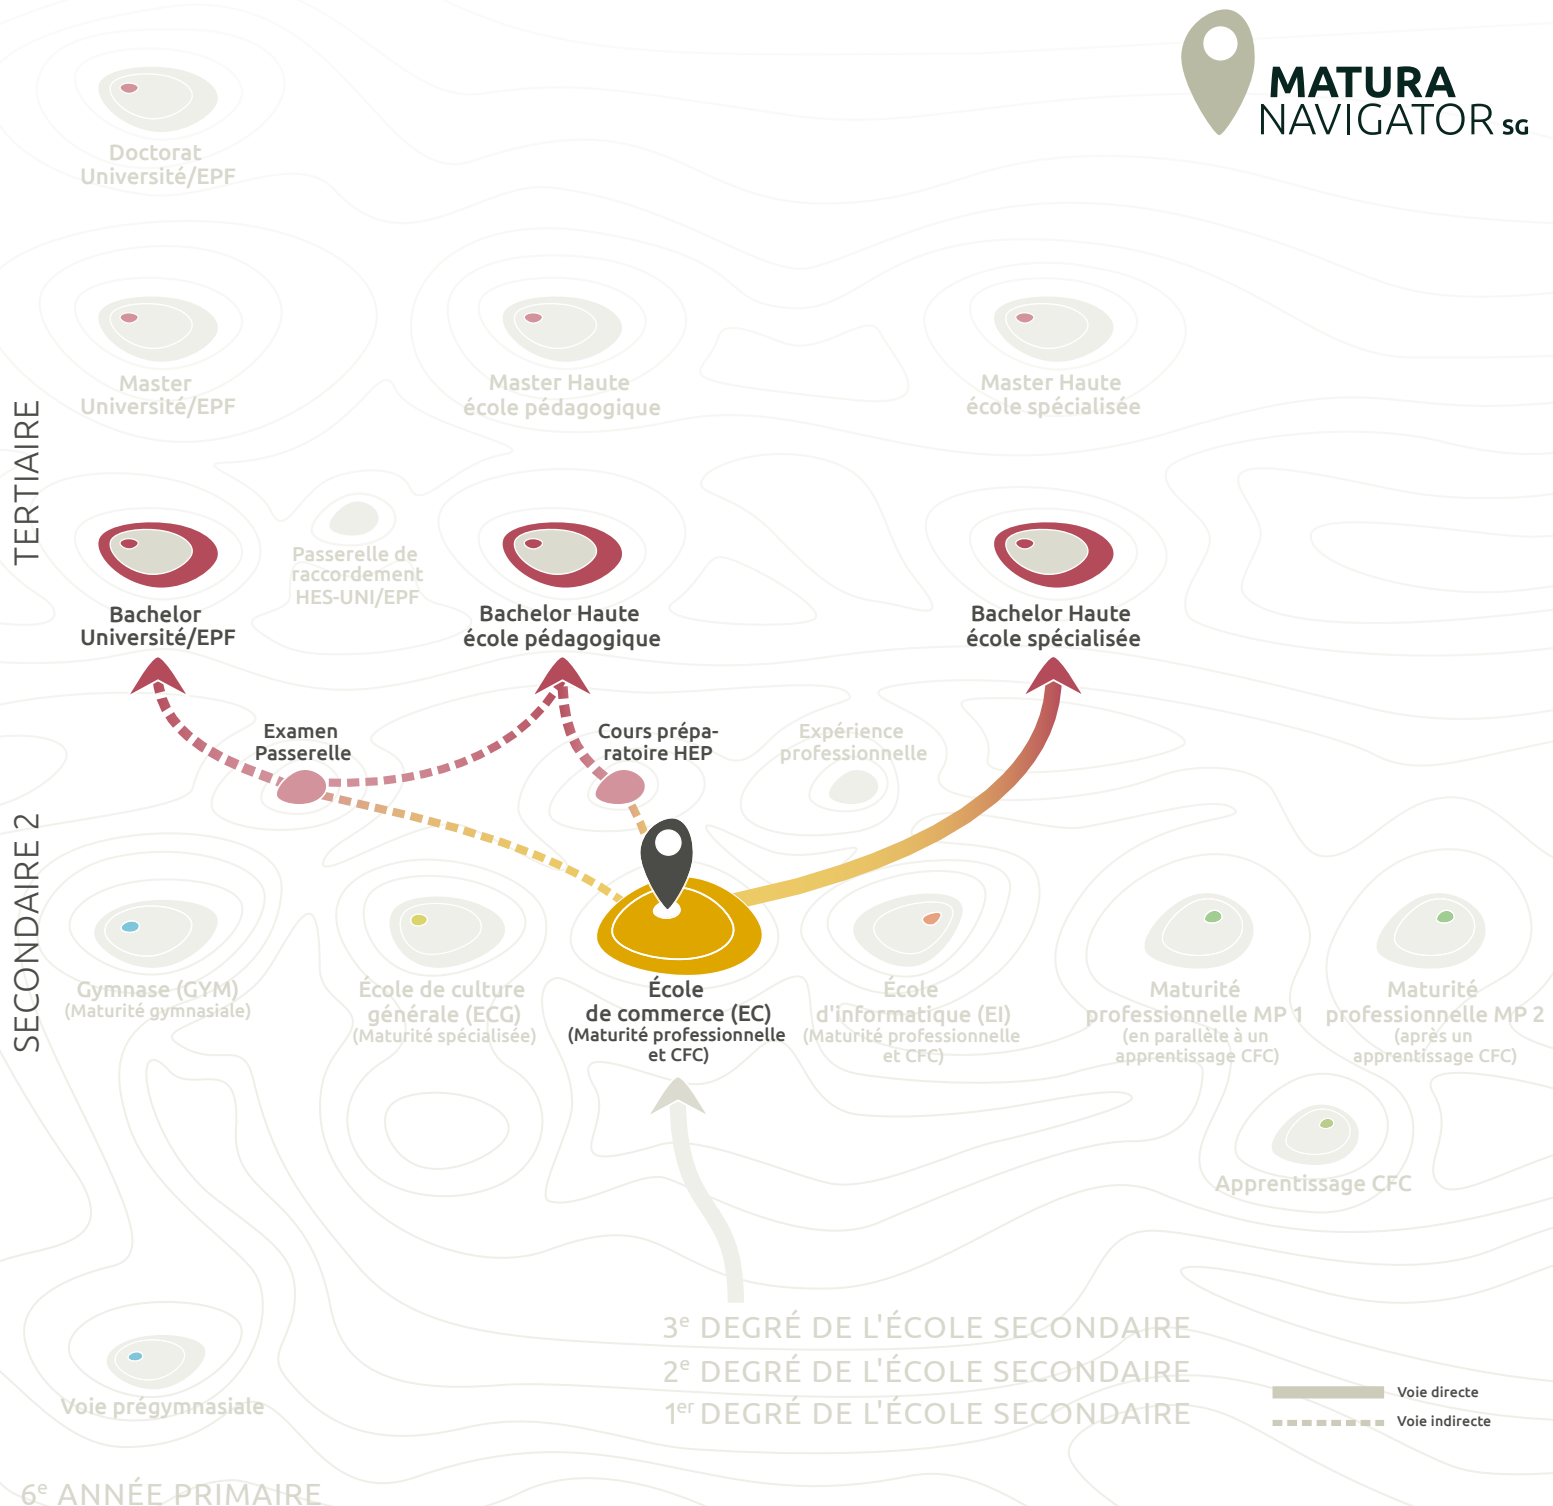 MATURA
NAVIGATOR SG
Doctorat
Université/EPF
Master
Université/EPF
Master Haute
école pédagogique
Master Haute
école spécialisée
TERTIAIRE
Passerelle de
raccordement
HES-UNI/EPF
Bachelor
Université/EPF
Bachelor Haute
école pédagogique
Bachelor Haute
école spécialisée
Examen
Passerelle
Cours prépa-
ratoire HEP
Expérience
professionnelle
SECONDAIRE 2
Gymnase (GYM)
(Maturité gymnasiale)
École de culture
générale (ECG)
(Maturité spécialisée)
École
de commerce (EC)
(Maturité professionnelle
et CFC)
École
d'informatique (EI)
(Maturité professionnelle
et CFC)
Maturité
professionnelle MP 1
(en parallèle à un
apprentissage CFC)
Maturité
professionnelle MP 2
(après un
apprentissage CFC)
Apprentissage CFC
3e DEGRÉ DE L'ÉCOLE SECONDAIRE
2e DEGRÉ DE L'ÉCOLE SECONDAIRE
1er DEGRÉ DE L'ÉCOLE SECONDAIRE
Voie directe
Voie indirecte
Voie prégymnasiale
6e ANNÉE PRIMAIRE